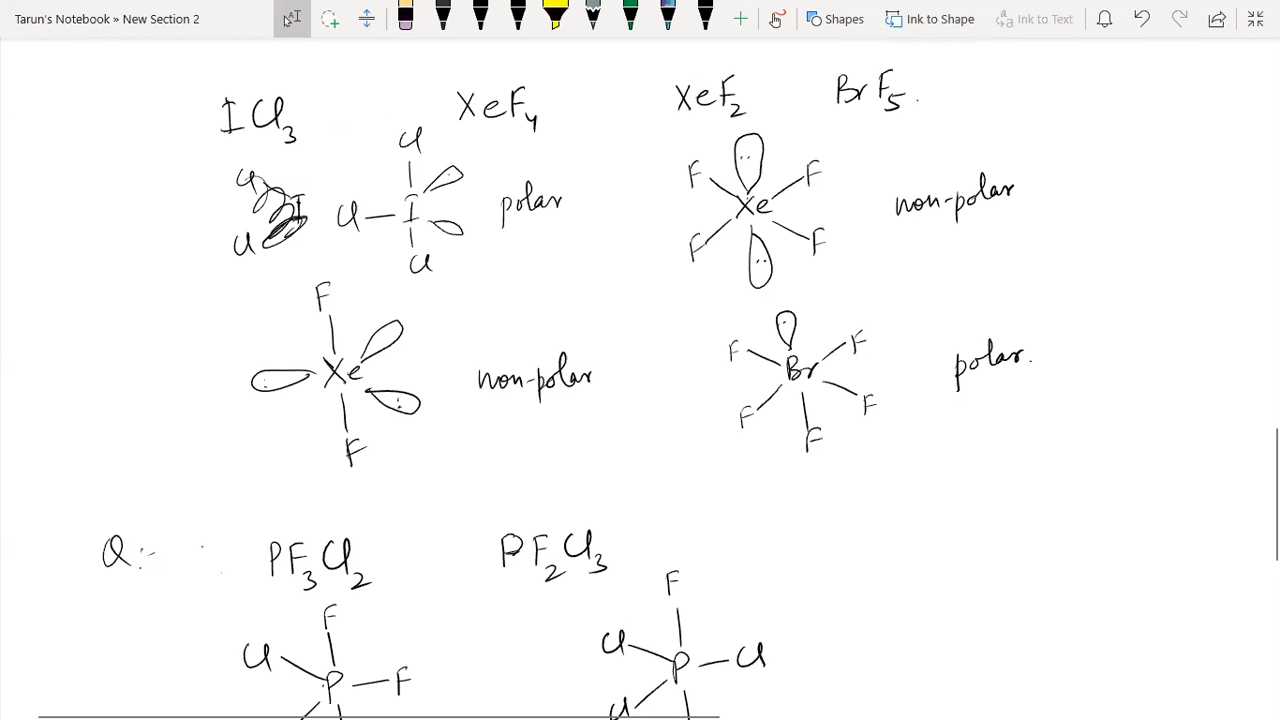 Tarun's Notebook » New Section 2
Shapes
Ink to Shape
Ink to Text
ICl3 XeF4 XeF2 BrF5.
Cl
Cl I
Cl
Cl I
Cl
polar
F F
Xe
F F
non-polar
F
Xe
F
non-polar
F F
Br
F F
F
polar.
Q:- PF3Cl2 PF2Cl3
F
Cl
P F
F
Cl
P Cl
Cl